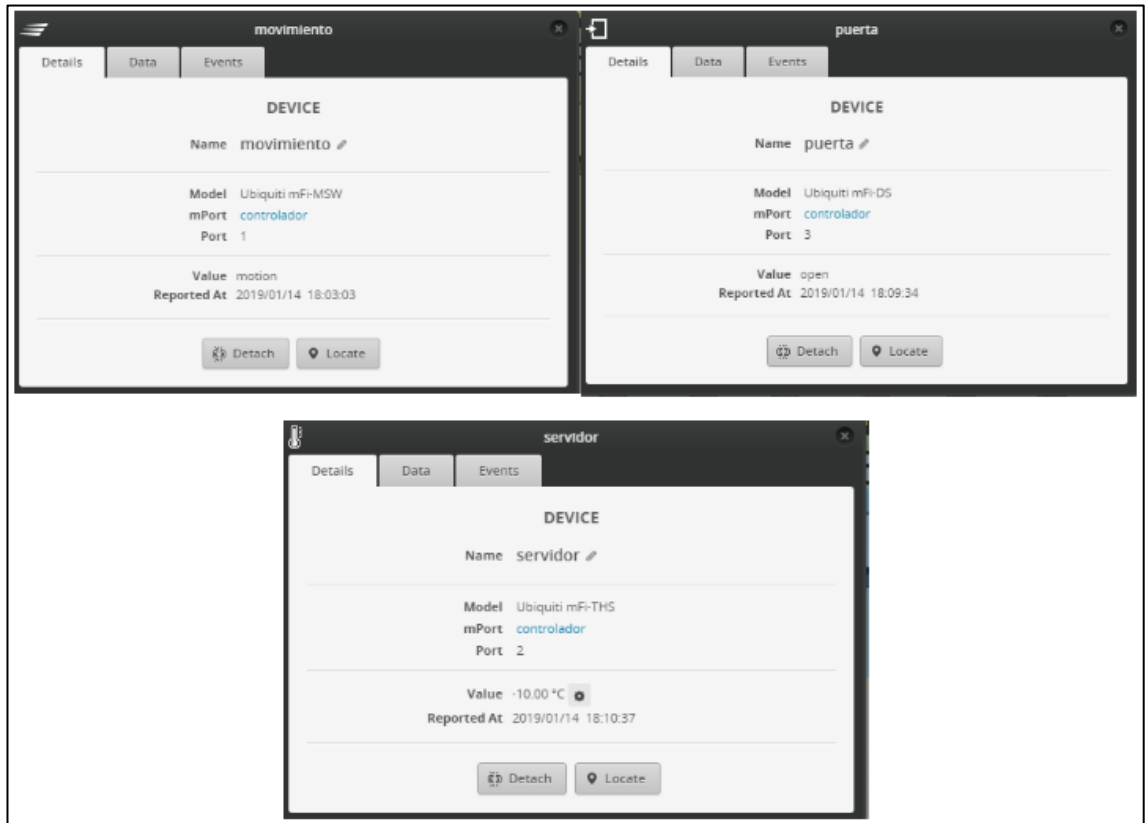 movimiento
Details Data Events
DEVICE
Name movimiento
Model Ubiquiti mFi-MSW
mPort controlador
Port 1
Value motion
Reported At 2019/01/14 18:03:03
Detach Locate
puerta
Details Data Events
DEVICE
Name puerta
Model Ubiquiti mFi-DS
mPort controlador
Port 3
Value open
Reported At 2019/01/14 18:09:34
Detach Locate
servidor
Details Data Events
DEVICE
Name servidor
Model Ubiquiti mFi-THS
mPort controlador
Port 2
Value -10.00 °C
Reported At 2019/01/14 18:10:37
Detach Locate